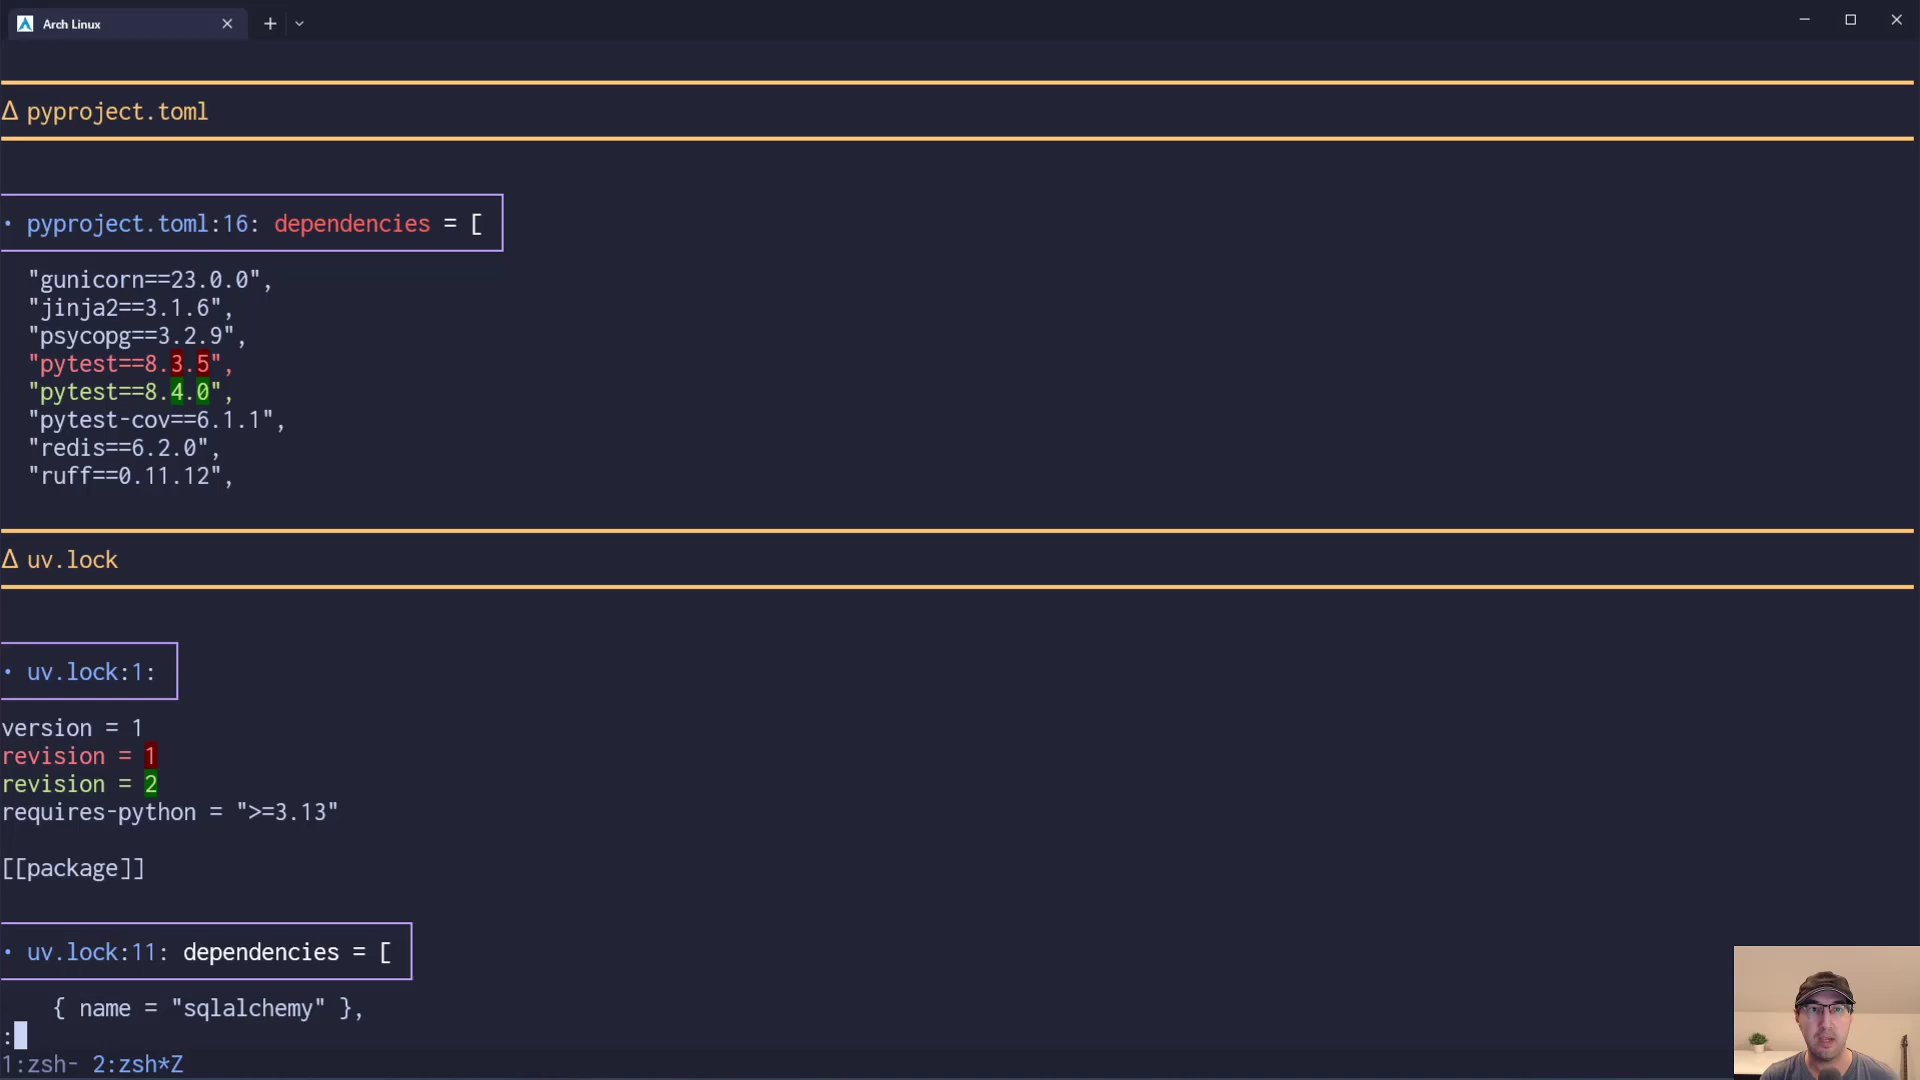 Arch Linux
Δ pyproject.toml
• pyproject.toml:16: dependencies = [
"gunicorn==23.0.0",
"jinja2==3.1.6",
"psycopg==3.2.9",
"pytest==8.3.5",
"pytest==8.4.0",
"pytest-cov==6.1.1",
"redis==6.2.0",
"ruff==0.11.12",
Δ uv.lock
• uv.lock:1:
version = 1
revision = 1
revision = 2
requires-python = ">=3.13"
[[package]]
• uv.lock:11: dependencies = [
{ name = "sqlalchemy" },
:
1:zsh- 2:zsh*Z